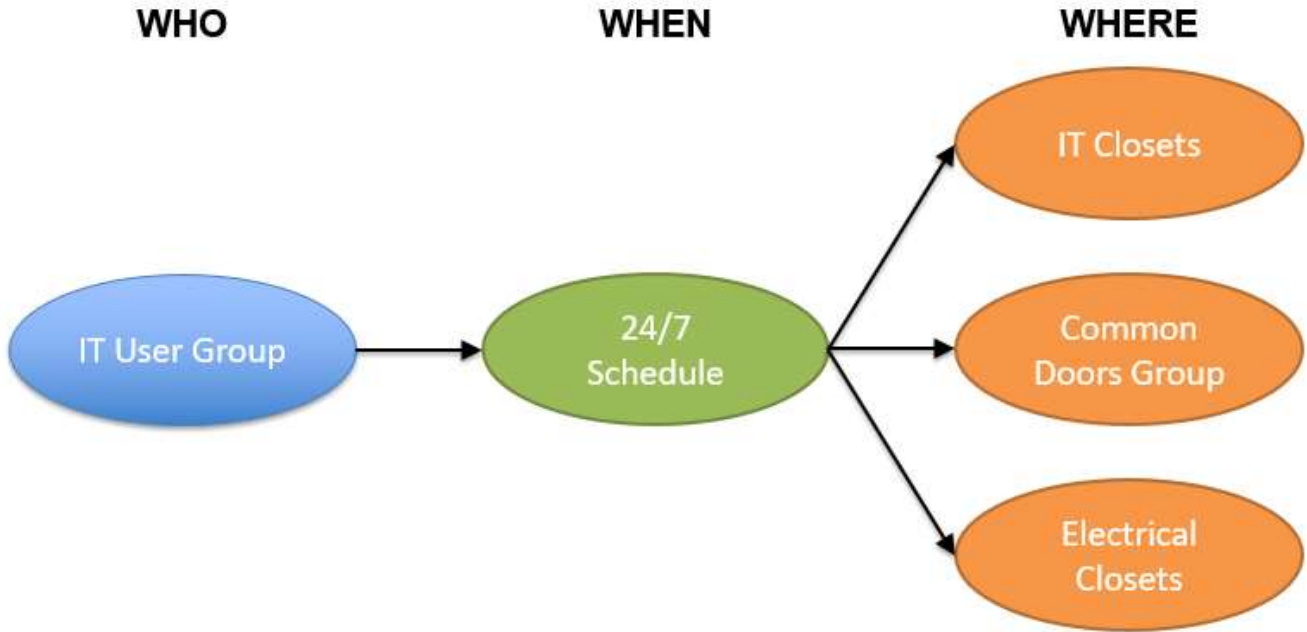 WHO
WHEN
WHERE
IT Closets
IT User Group
24/7
Schedule
Common
Doors Group
Electrical
Closets